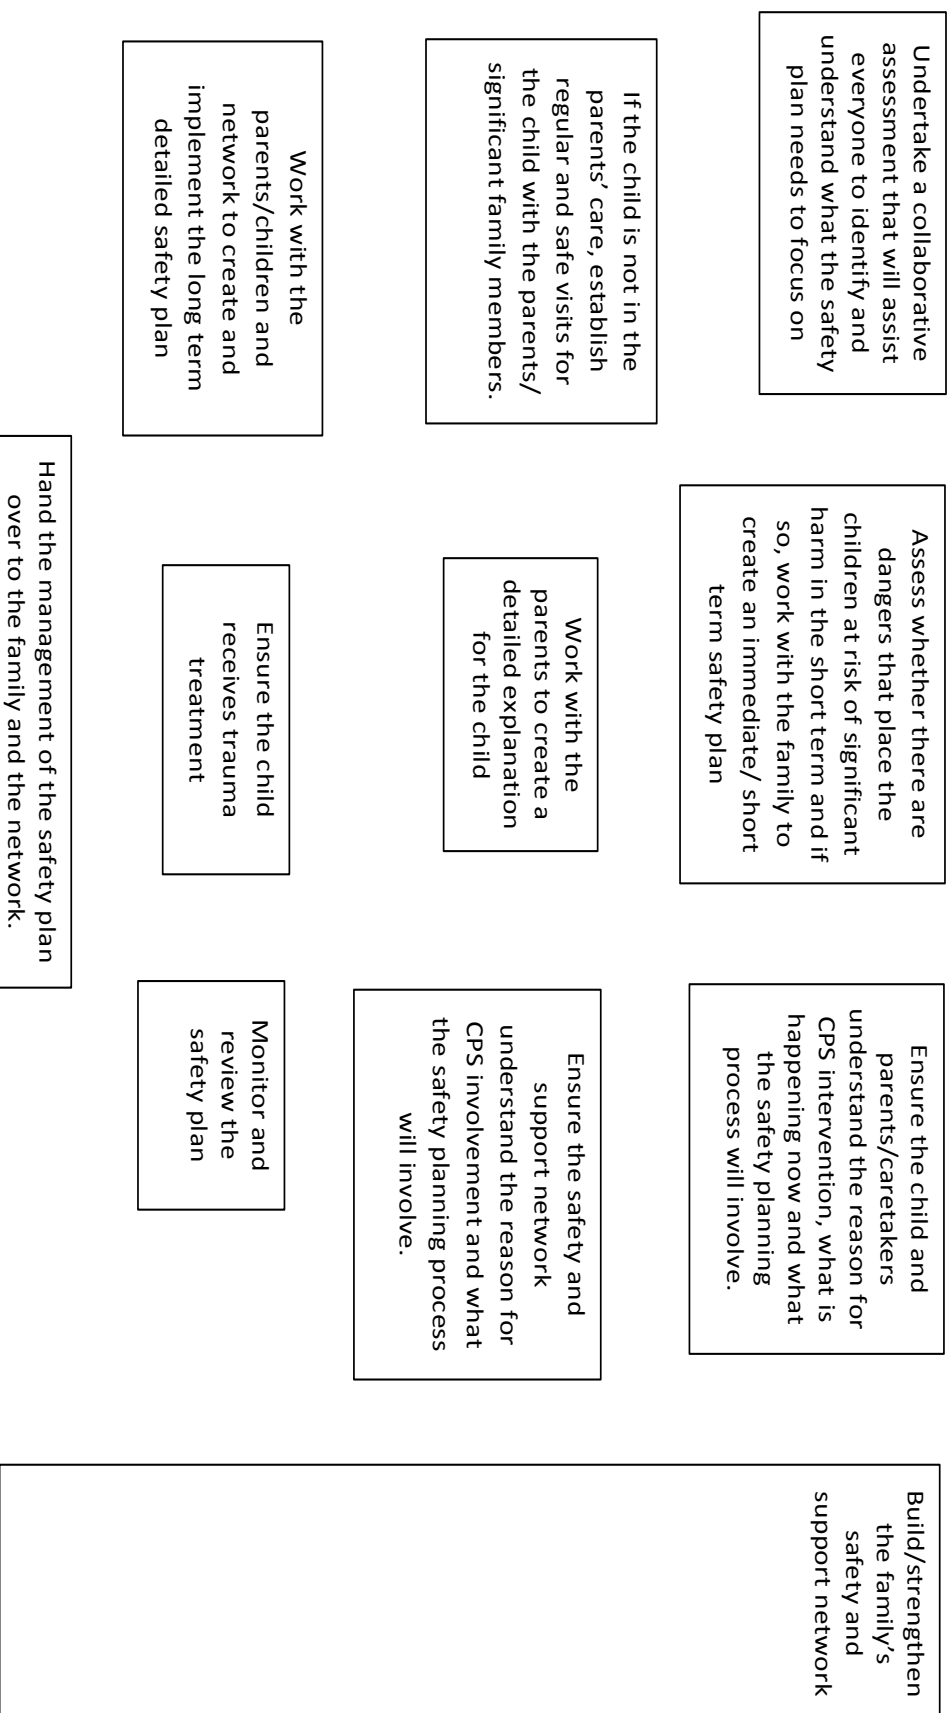 Undertake a collaborative
assessment that will assist
everyone to identify and
understand what the safety
plan needs to focus on
Assess whether there are
dangers that place the
children at risk of significant
harm in the short term and if
so, work with the family to
create an immediate/ short
term safety plan
Ensure the child and
parents/caretakers
understand the reason for
CPS intervention, what is
happening now and what
the safety planning
process will involve.
Build/strengthen
the family’s
safety and
support network
If the child is not in the
parents’ care, establish
regular and safe visits for
the child with the parents/
significant family members.
Work with the
parents to create a
detailed explanation
for the child
Ensure the safety and
support network
understand the reason for
CPS involvement and what
the safety planning process
will involve.
Work with the
parents/children and
network to create and
implement the long term
detailed safety plan
Ensure the child
receives trauma
treatment
Monitor and
review the
safety plan
Hand the management of the safety plan
over to the family and the network.